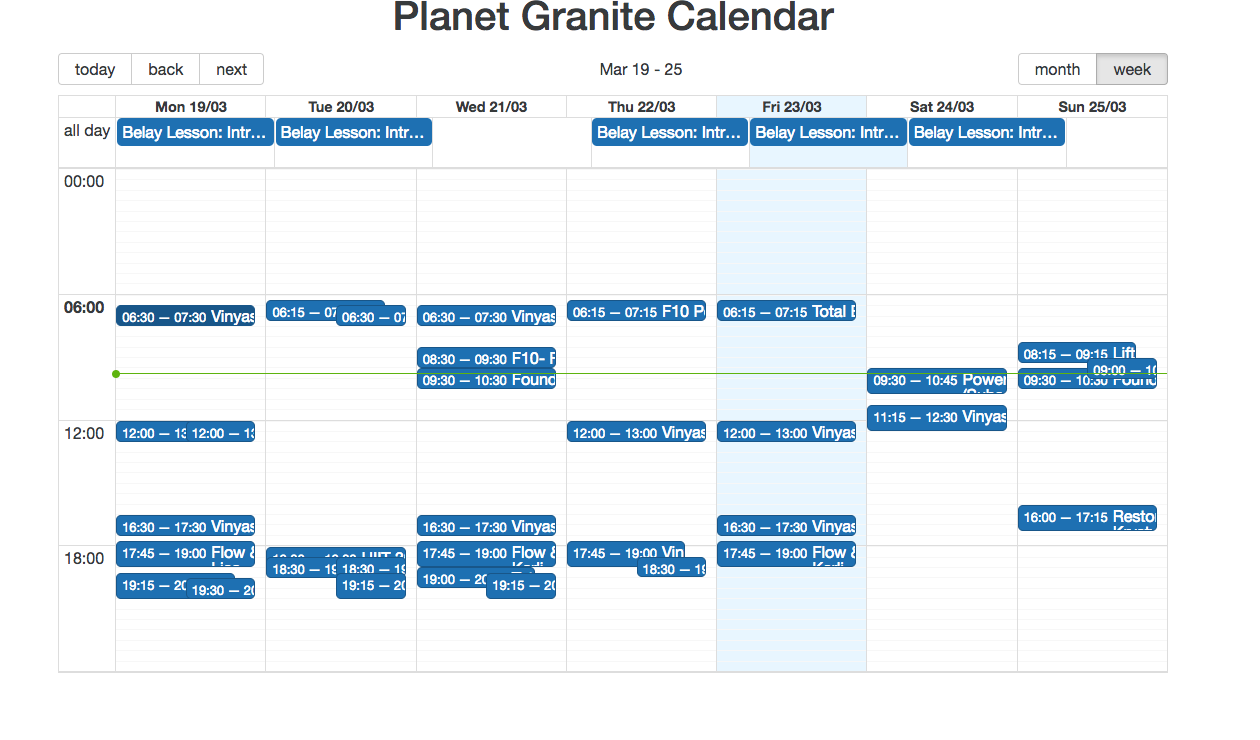 Planet Granite Calendar
today back next Mar 19 - 25 month week
Mon 19/03 Tue 20/03 Wed 21/03 Thu 22/03 Fri 23/03 Sat 24/03 Sun 25/03
all day Belay Lesson: Intr… Belay Lesson: Intr… Belay Lesson: Intr… Belay Lesson: Intr… Belay Lesson: Intr…
00:00
06:00
06:30 — 07:30 Vinyas
06:15 — 07
06:30 — 07
06:30 — 07:30 Vinyas
08:30 — 09:30 F10- F
09:30 — 10:30 Found
06:15 — 07:15 F10 P
06:15 — 07:15 Total
09:30 — 10:45 Power
11:15 — 12:30 Vinyas
08:15 — 09:15 Lift
09:00 — 10
09:30 — 10:30 Found
12:00
12:00 — 13
12:00 — 13
12:00 — 13:00 Vinyas
12:00 — 13:00 Vinyas
16:30 — 17:30 Vinyas
16:30 — 17:30 Vinyas
16:30 — 17:30 Vinyas
16:00 — 17:15 Resto
17:45 — 19:00 Flow &
17:45 — 19:00 Flow &
17:45 — 19:00 Vin
17:45 — 19:00 Flow &
18:00
18:30 — 19
18:30 — 19
18:30 — 19
19:15 — 20
19:30 — 20
19:15 — 20
19:00 — 20
19:15 — 20